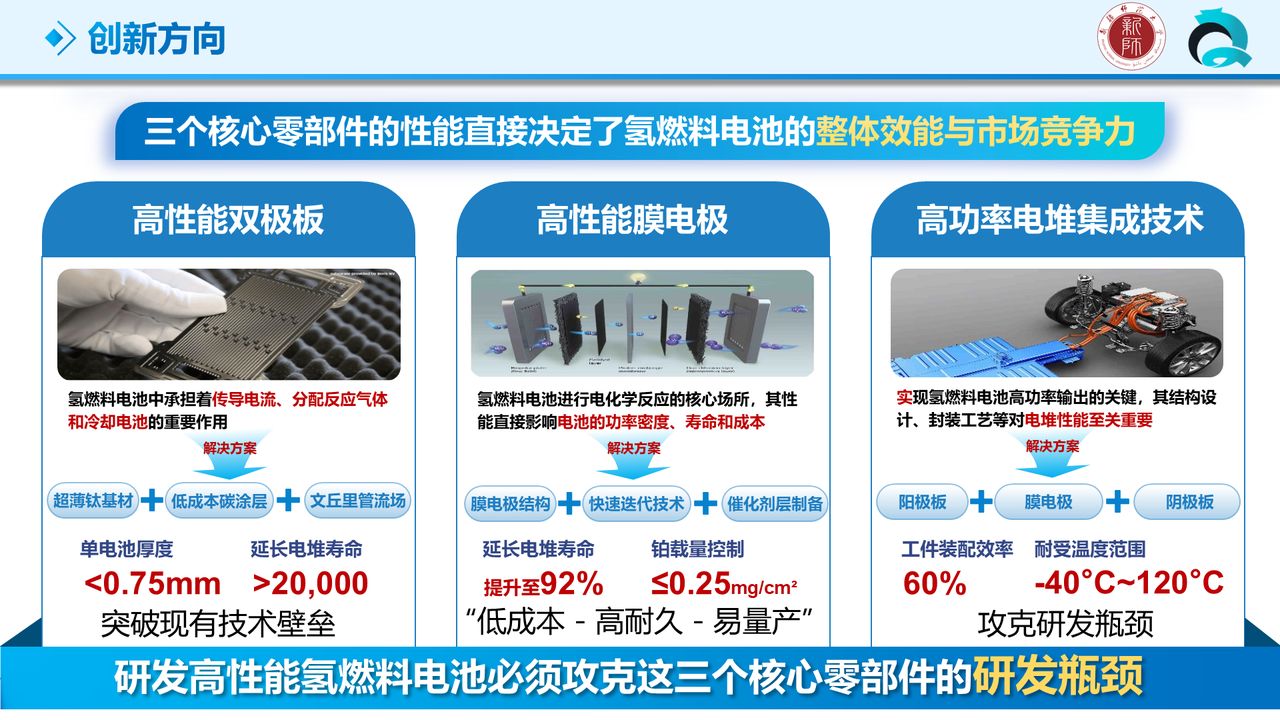 创新方向
新师
三个核心零部件的性能直接决定了氢燃料电池的整体效能与市场竞争力
高性能双极板
氢燃料电池中承担着传导电流、分配反应气体
和冷却电池的重要作用
解决方案
超薄钛基材+低成本碳涂层+文丘里管流场
单电池厚度 延长电堆寿命
<0.75mm >20,000
突破现有技术壁垒
高性能膜电极
氢燃料电池进行电化学反应的核心场所，其性
能直接影响电池的功率密度、寿命和成本
解决方案
膜电极结构+快速迭代技术+催化剂层制备
延长电堆寿命 铂载量控制
提升至92% ≤0.25mg/cm²
“低成本 - 高耐久 - 易量产”
高功率电堆集成技术
实现氢燃料电池高功率输出的关键，其结构设
计、封装工艺等对电堆性能至关重要
解决方案
阳极板+膜电极+阴极板
工件装配效率 耐受温度范围
60% -40°C~120°C
攻克研发瓶颈
研发高性能氢燃料电池必须攻克这三个核心零部件的研发瓶颈